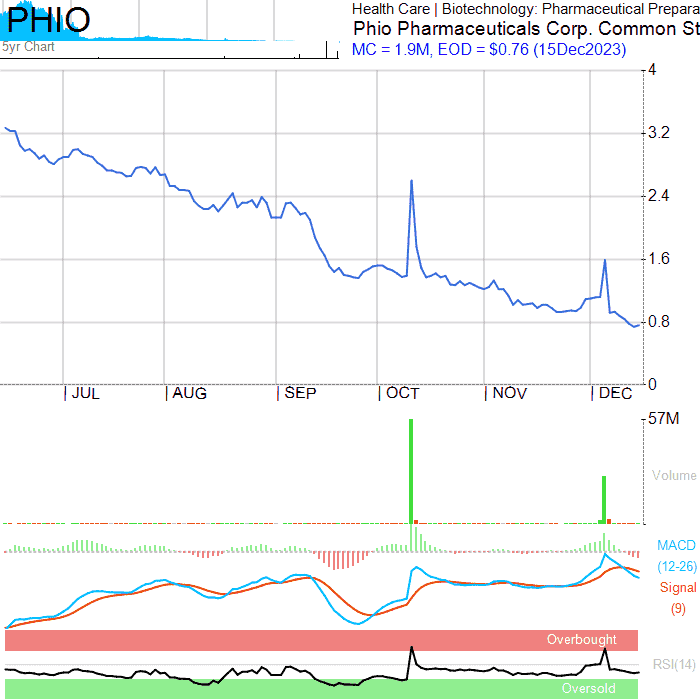 PHIO
5yr Chart
Health Care | Biotechnology: Pharmaceutical Prepara
Phio Pharmaceuticals Corp. Common St
MC = 1.9M, EOD = $0.76 (15Dec2023)
4
3.2
2.4
1.6
0.8
0
JUL
AUG
SEP
OCT
NOV
DEC
57M
Volume
MACD
(12-26)
Signal
(9)
Overbought
RSI(14)
Oversold